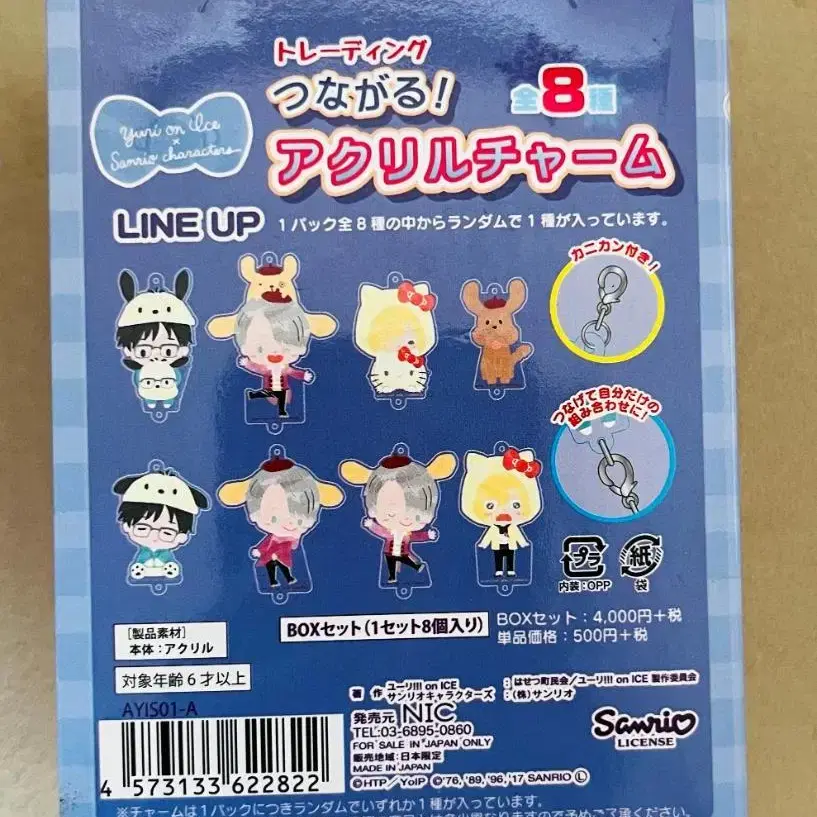 トレーディング
つながる！
アクリルチャーム
全8種
Yuri on Ice
×
Sanrio characters
LINE UP
1パック全8種の中からランダムで1種が入っています。
カニカン付き！
つなげて自分だけの
組み合わせに！
プラ
内装：OPP
紙
袋
[製品素材]
本体：アクリル
BOXセット（1セット8個入り）
BOXセット：4,000円+税
単品価格：500円+税
対象年齢6才以上
著作
ユーリ!!! on ICE
サンリオキャラクターズ
：はせつ町民会／ユーリ!!! on ICE 製作委員会
：(株)サンリオ
AYIS01-A
発売元 NIC
TEL:03-6895-0860
FOR SALE IN JAPAN ONLY
販売地域：日本限定
MADE IN JAPAN
©HTP／YoIP ©'76,'89,'96,'17 SANRIO Ⓛ
Sanrio
LICENSE
4 573133 622822
※チャームは1パックにつきランダムでいずれか1種が入っています。